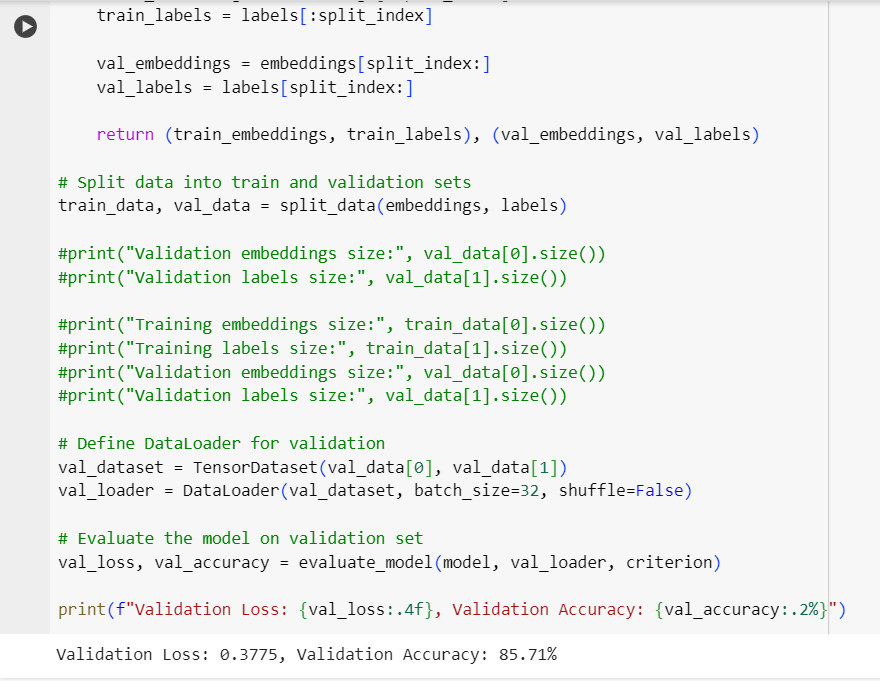 train_labels = labels[:split_index]
val_embeddings = embeddings[split_index:]
val_labels = labels[split_index:]
return (train_embeddings, train_labels), (val_embeddings, val_labels)
# Split data into train and validation sets
train_data, val_data = split_data(embeddings, labels)
#print("Validation embeddings size:", val_data[0].size())
#print("Validation labels size:", val_data[1].size())
#print("Training embeddings size:", train_data[0].size())
#print("Training labels size:", train_data[1].size())
#print("Validation embeddings size:", val_data[0].size())
#print("Validation labels size:", val_data[1].size())
# Define DataLoader for validation
val_dataset = TensorDataset(val_data[0], val_data[1])
val_loader = DataLoader(val_dataset, batch_size=32, shuffle=False)
# Evaluate the model on validation set
val_loss, val_accuracy = evaluate_model(model, val_loader, criterion)
print(f"Validation Loss: {val_loss:.4f}, Validation Accuracy: {val_accuracy:.2%}")
Validation Loss: 0.3775, Validation Accuracy: 85.71%